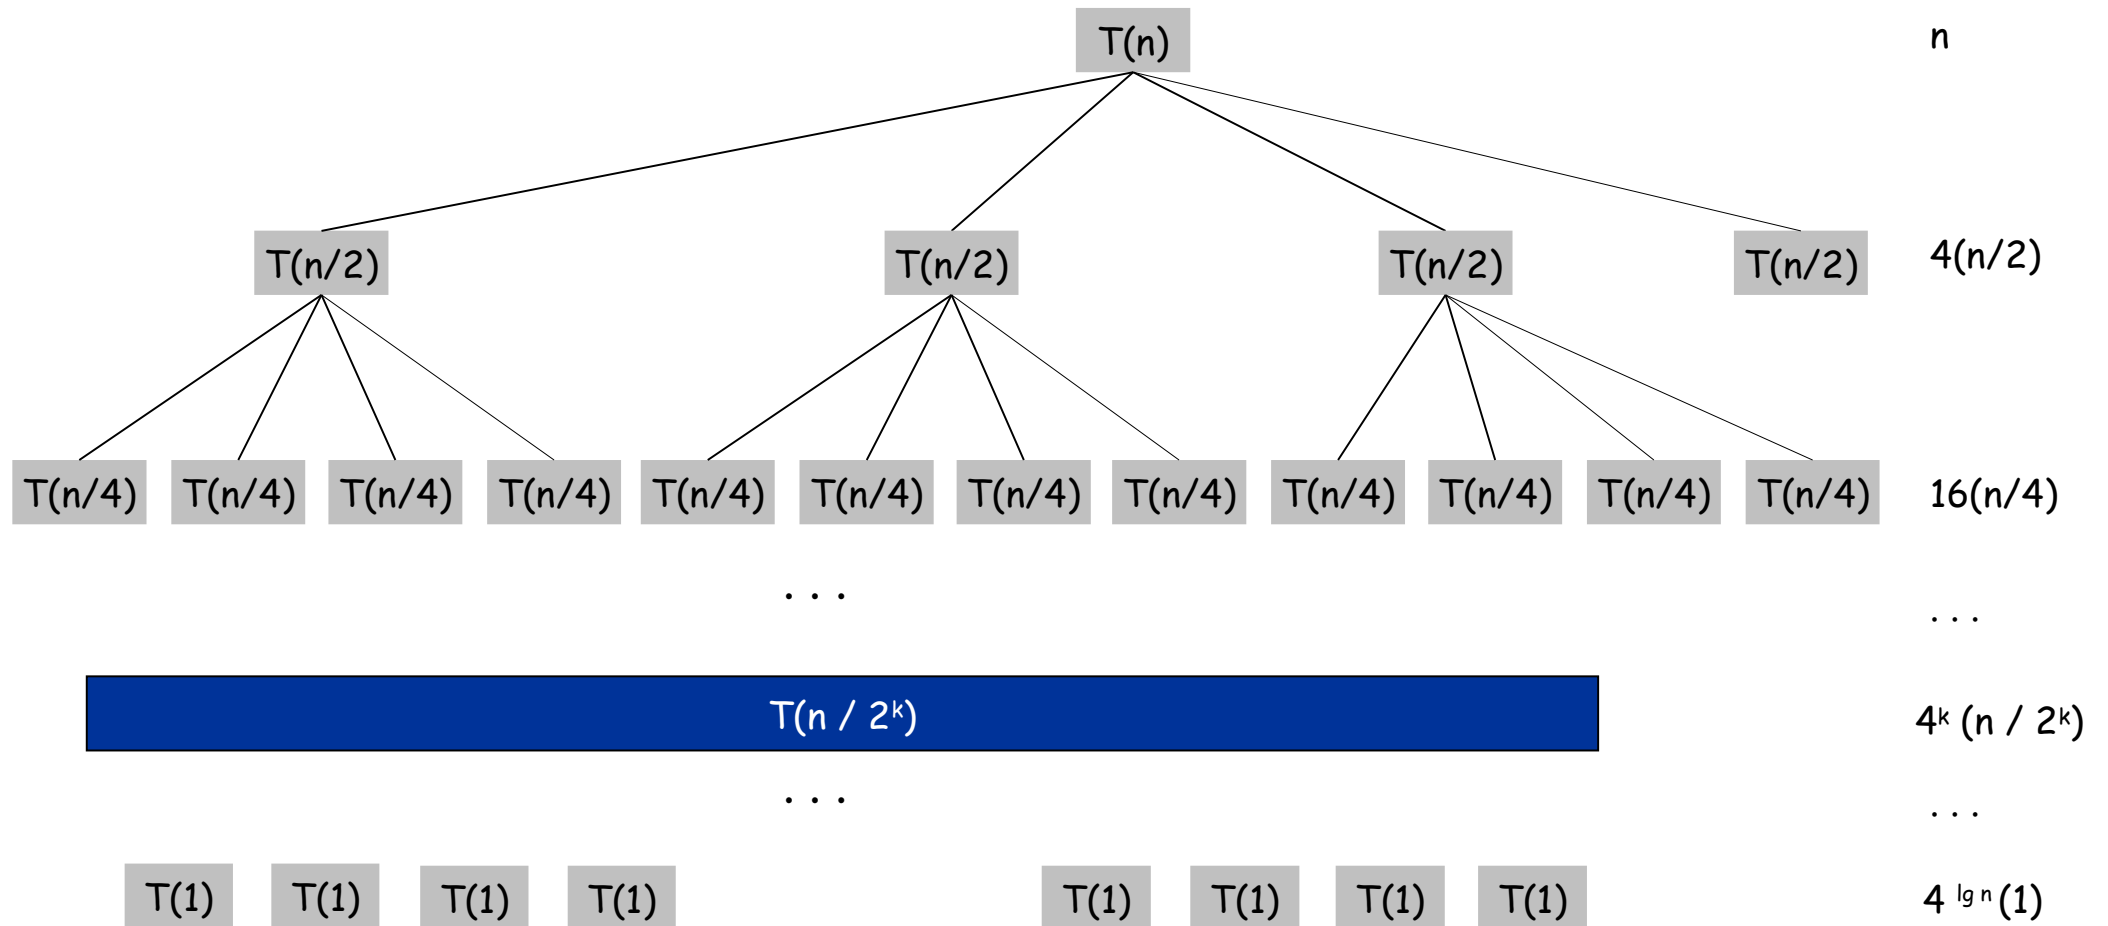 T(n) n
T(n/2) T(n/2) T(n/2) T(n/2) 4(n/2)
T(n/4) T(n/4) T(n/4) T(n/4) T(n/4) T(n/4) T(n/4) T(n/4) T(n/4) T(n/4) T(n/4) T(n/4) 16(n/4)
. . . . . .
T(n / 2ᵏ) 4ᵏ (n / 2ᵏ)
. . . . . .
T(1) T(1) T(1) T(1) T(1) T(1) T(1) T(1) 4 ˡᵍ ⁿ (1)